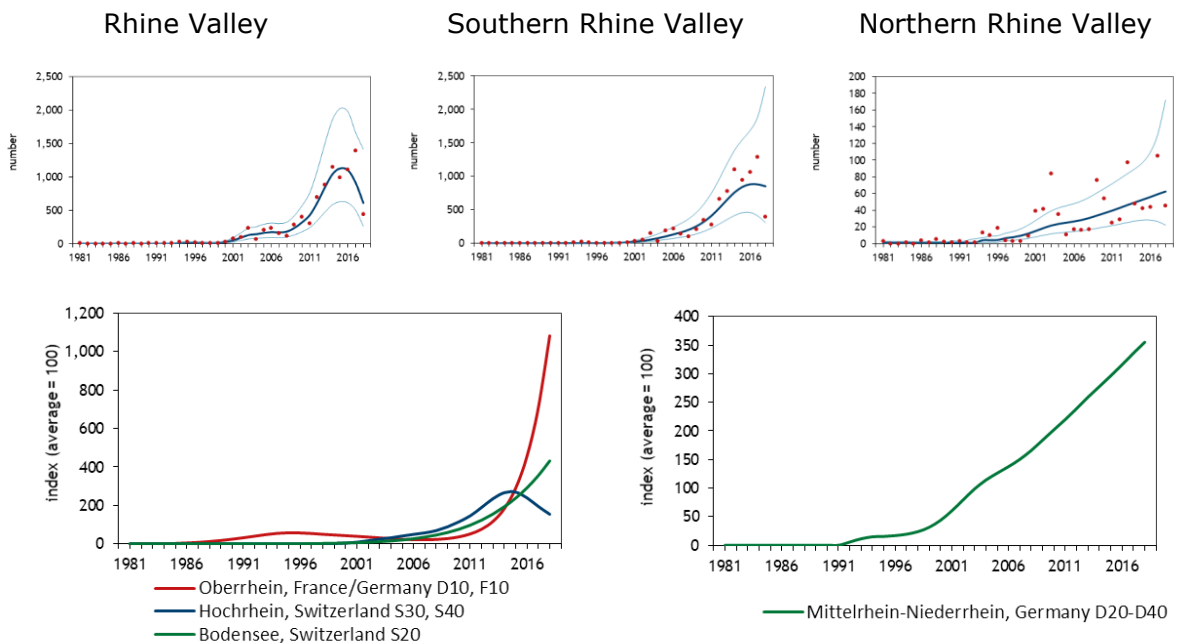 Rhine Valley
Southern Rhine Valley
Northern Rhine Valley
number
2,500
2,000
1,500
1,000
500
0
1981 1986 1991 1996 2001 2006 2011 2016
number
2,500
2,000
1,500
1,000
500
0
1981 1986 1991 1996 2001 2006 2011 2016
number
200
180
160
140
120
100
80
60
40
20
0
1981 1986 1991 1996 2001 2006 2011 2016
index (average = 100)
1,200
1,000
800
600
400
200
0
1981 1986 1991 1996 2001 2006 2011 2016
Oberrhein, France/Germany D10, F10
Hochrhein, Switzerland S30, S40
Bodensee, Switzerland S20
index (average = 100)
400
350
300
250
200
150
100
50
0
1981 1986 1991 1996 2001 2006 2011 2016
Mittelrhein-Niederrhein, Germany D20-D40